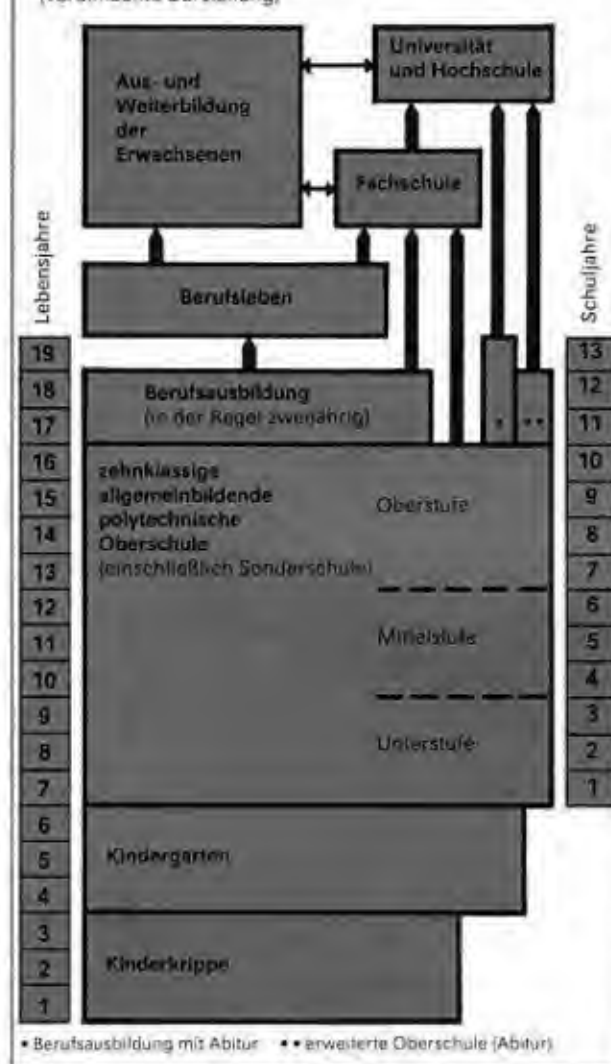 Universität
und Hochschule
Aus- und
Weiterbildung
der
Erwachsenen
Fachschule
Berufsleben
Lebensjahre
Schuljahre
19
18
17
16
15
14
13
12
11
10
9
8
7
6
5
4
3
2
1
13
12
11
10
9
8
7
6
5
4
3
2
1
Berufsausbildung
(in der Regel zweijährig)
• ••
zehnklassige
allgemeinbildende
polytechnische
Oberschule
(einschließlich Sonderschule)
Oberstufe
Mittelstufe
Unterstufe
Kindergarten
Kinderkrippe
• Berufsausbildung mit Abitur •• erweiterte Oberschule (Abitur)